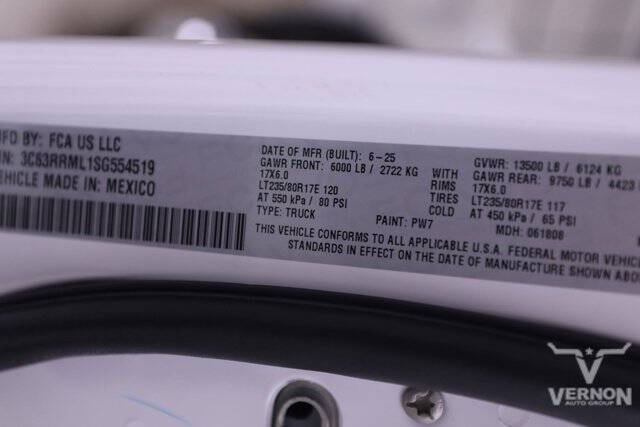 MFD BY: FCA US LLC
N: 3C63RRML1SG554519
VEHICLE MADE IN: MEXICO
DATE OF MFR (BUILT): 6-25
GAWR FRONT: 6000 LB / 2722 KG
17X6.0
LT235/80R17E 120
AT 550 kPa / 80 PSI
TYPE: TRUCK
PAINT: PW7
WITH
RIMS
TIRES
COLD
GVWR: 13500 LB / 6124 KG
GAWR REAR: 9750 LB / 4423
17X6.0
LT235/80R17E 117
AT 450 kPa / 65 PSI
MDH: 061808
THIS VEHICLE CONFORMS TO ALL APPLICABLE U.S.A. FEDERAL MOTOR
STANDARDS IN EFFECT ON THE DATE OF MANUFACTURE SHOWN ABO
VERNON
AUTO GROUP